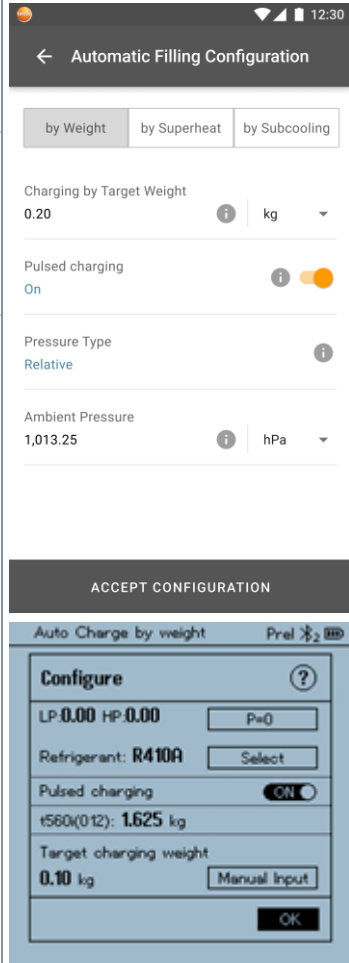 12:30
Automatic Filling Configuration
by Weight by Superheat by Subcooling
Charging by Target Weight
0.20 kg
Pulsed charging
On
Pressure Type
Relative
Ambient Pressure
1,013.25 hPa
ACCEPT CONFIGURATION
Auto Charge by weight Prel 2
Configure ?
LP:0.00 HP:0.00 P=0
Refrigerant: R410A Select
Pulsed charging ON
t560i(012): 1.625 kg
Target charging weight
0.10 kg Manual Input
OK